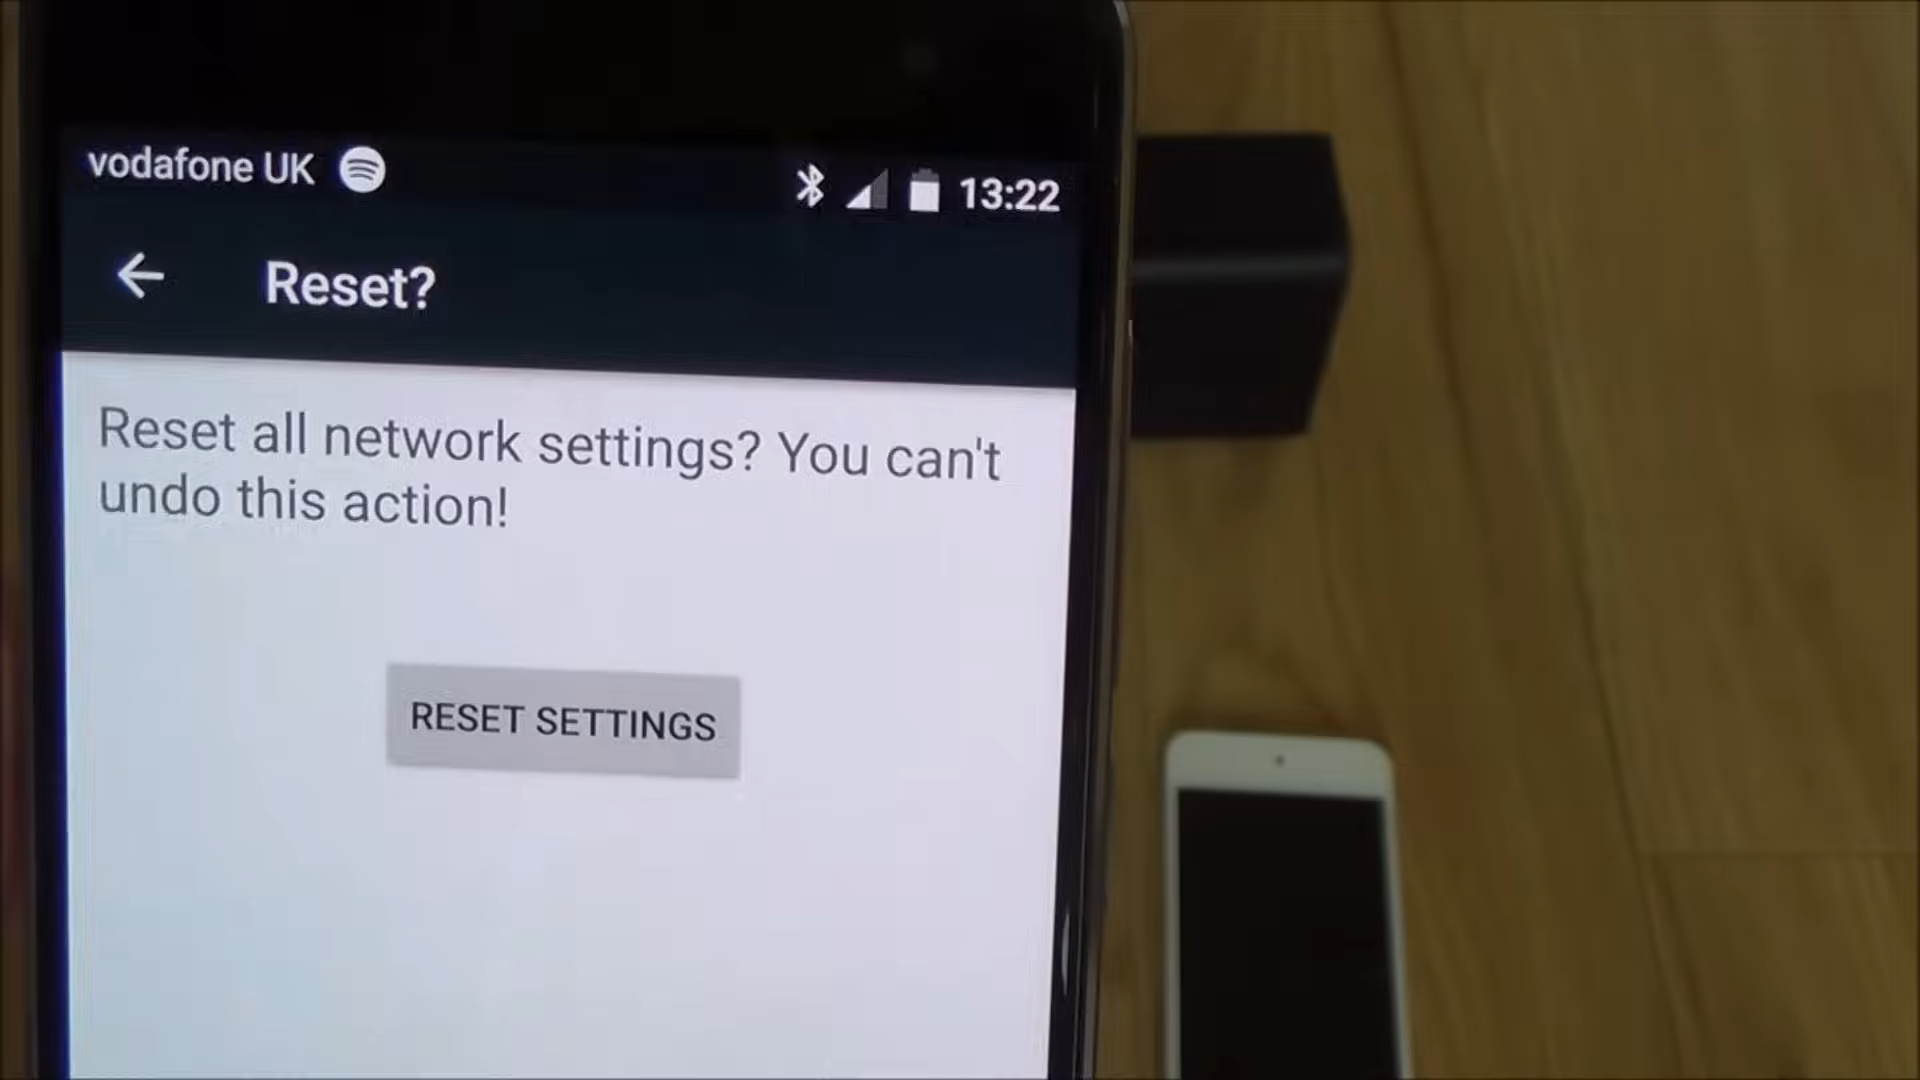 vodafone UK
13:22
Reset?
Reset all network settings? You can't
undo this action!
RESET SETTINGS